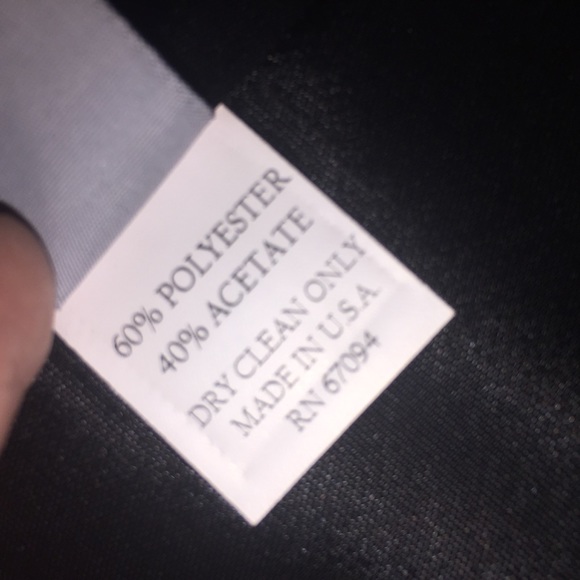 60% POLYESTER
40% ACETATE
DRY CLEAN ONLY
MADE IN U.S.A.
RN 67094